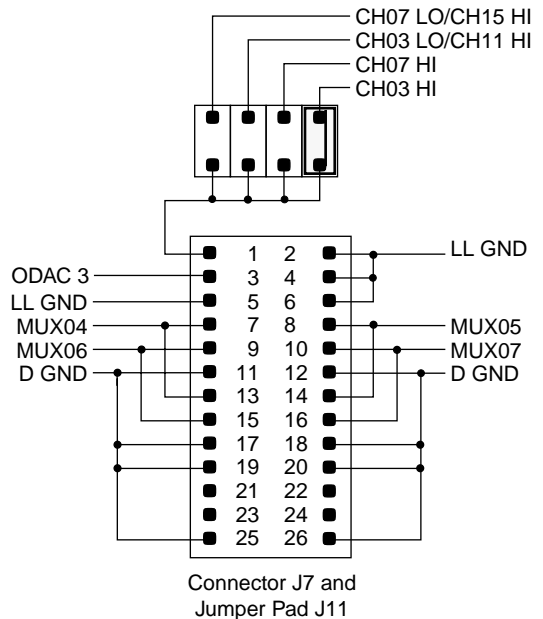 CH07 LO/CH15 HI
CH03 LO/CH11 HI
CH07 HI
CH03 HI
1 2 LL GND
ODAC 3 3 4
LL GND 5 6
MUX04 7 8 MUX05
MUX06 9 10 MUX07
D GND 11 12 D GND
13 14
15 16
17 18
19 20
21 22
23 24
25 26
Connector J7 and
Jumper Pad J11